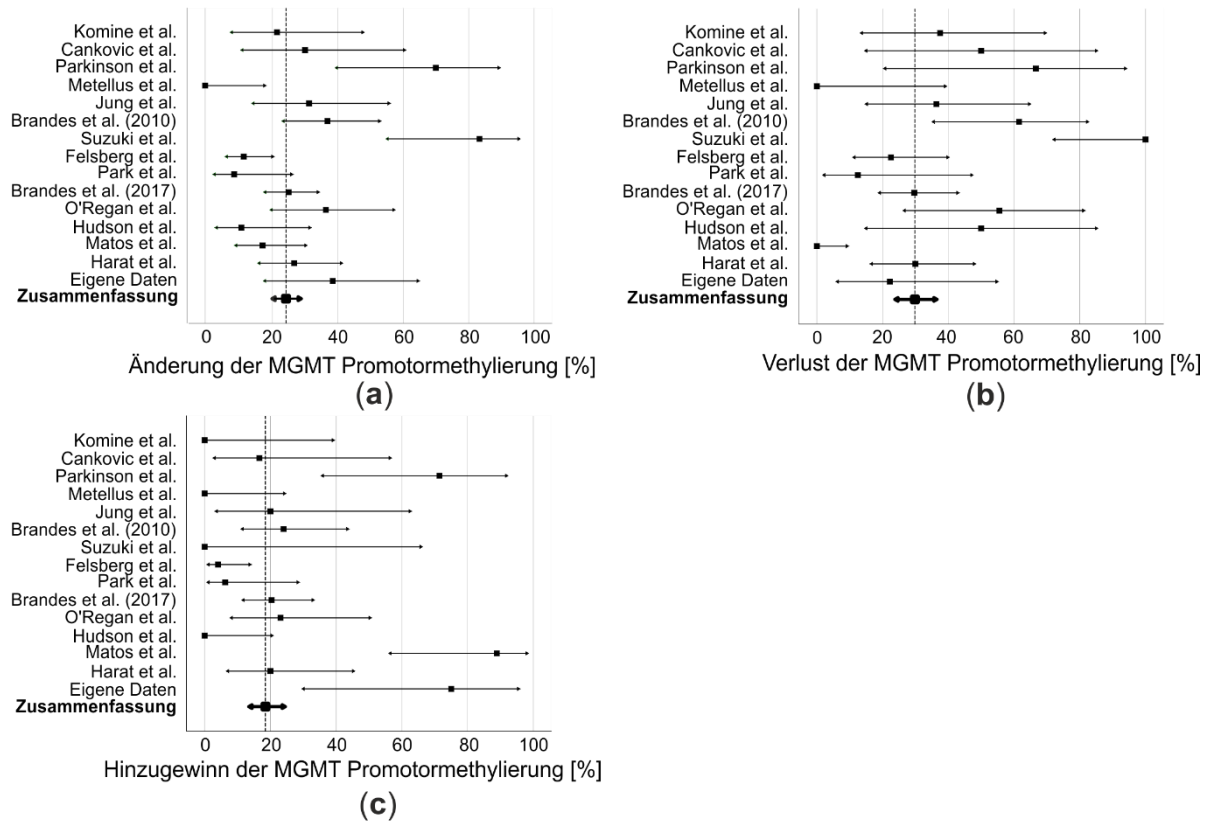 Komine et al.
Cankovic et al.
Parkinson et al.
Metellus et al.
Jung et al.
Brandes et al. (2010)
Suzuki et al.
Felsberg et al.
Park et al.
Brandes et al. (2017)
O'Regan et al.
Hudson et al.
Matos et al.
Harat et al.
Eigene Daten
Zusammenfassung
0 20 40 60 80 100
Änderung der MGMT Promotormethylierung [%]
(a)
Komine et al.
Cankovic et al.
Parkinson et al.
Metellus et al.
Jung et al.
Brandes et al. (2010)
Suzuki et al.
Felsberg et al.
Park et al.
Brandes et al. (2017)
O'Regan et al.
Hudson et al.
Matos et al.
Harat et al.
Eigene Daten
Zusammenfassung
0 20 40 60 80 100
Verlust der MGMT Promotormethylierung [%]
(b)
Komine et al.
Cankovic et al.
Parkinson et al.
Metellus et al.
Jung et al.
Brandes et al. (2010)
Suzuki et al.
Felsberg et al.
Park et al.
Brandes et al. (2017)
O'Regan et al.
Hudson et al.
Matos et al.
Harat et al.
Eigene Daten
Zusammenfassung
0 20 40 60 80 100
Hinzugewinn der MGMT Promotormethylierung [%]
(c)